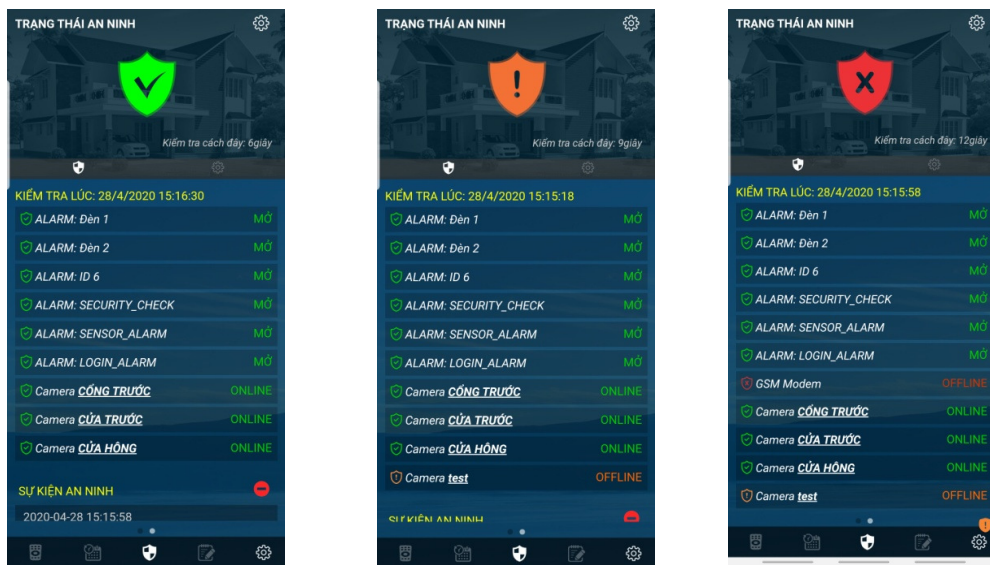 TRẠNG THÁI AN NINH
Kiểm tra cách đây: 6giây
KIỂM TRA LÚC: 28/4/2020 15:16:30
ALARM: Đèn 1 MỞ
ALARM: Đèn 2 MỞ
ALARM: ID 6 MỞ
ALARM: SECURITY_CHECK MỞ
ALARM: SENSOR_ALARM MỞ
ALARM: LOGIN_ALARM MỞ
Camera CỔNG TRƯỚC ONLINE
Camera CỬA TRƯỚC ONLINE
Camera CỬA HÔNG ONLINE
SỰ KIỆN AN NINH
2020-04-28 15:15:58
TRẠNG THÁI AN NINH
Kiểm tra cách đây: 9giây
KIỂM TRA LÚC: 28/4/2020 15:15:18
ALARM: Đèn 1 MỞ
ALARM: Đèn 2 MỞ
ALARM: ID 6 MỞ
ALARM: SECURITY_CHECK MỞ
ALARM: SENSOR_ALARM MỞ
ALARM: LOGIN_ALARM MỞ
Camera CỔNG TRƯỚC ONLINE
Camera CỬA TRƯỚC ONLINE
Camera CỬA HÔNG ONLINE
Camera test OFFLINE
SỰ KIỆN AN NINH
TRẠNG THÁI AN NINH
Kiểm tra cách đây: 12giây
KIỂM TRA LÚC: 28/4/2020 15:15:58
ALARM: Đèn 1 MỞ
ALARM: Đèn 2 MỞ
ALARM: ID 6 MỞ
ALARM: SECURITY_CHECK MỞ
ALARM: SENSOR_ALARM MỞ
ALARM: LOGIN_ALARM MỞ
GSM Modem OFFLINE
Camera CỔNG TRƯỚC ONLINE
Camera CỬA TRƯỚC ONLINE
Camera CỬA HÔNG ONLINE
Camera test OFFLINE